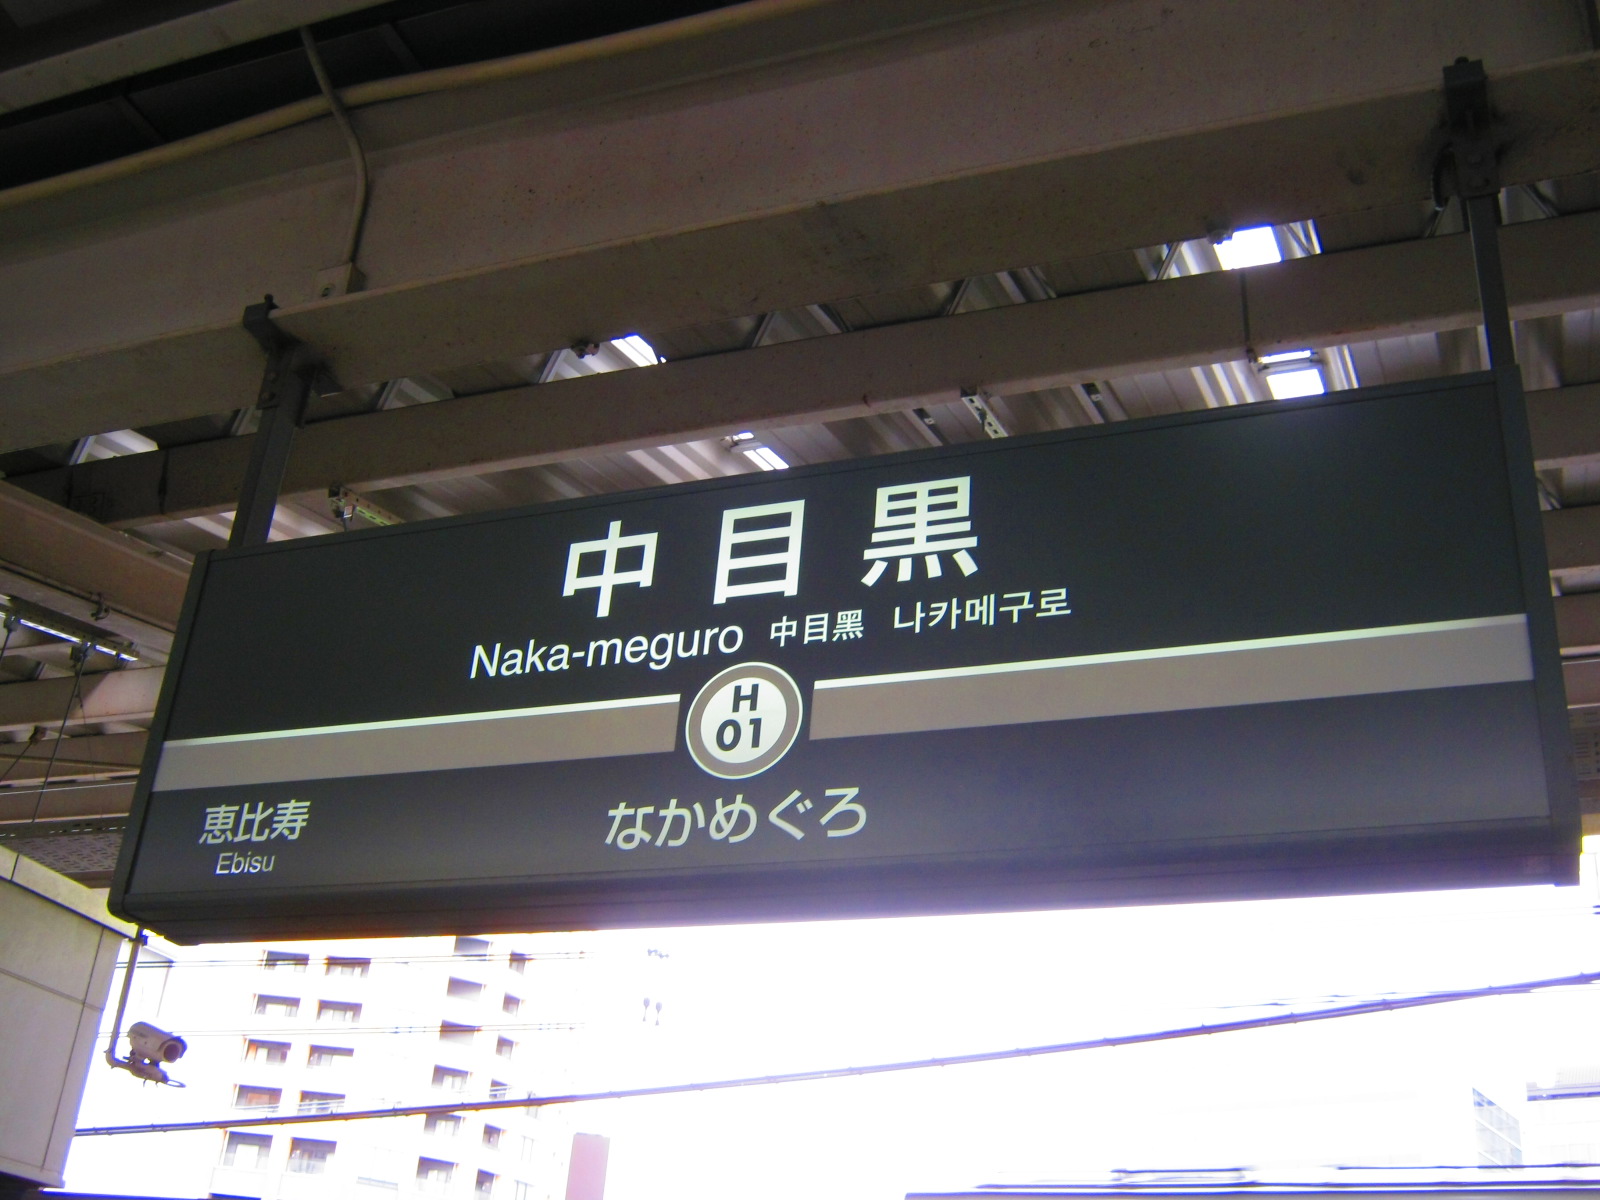 中目黒
Naka-meguro 中目黑 나카메구로
H
01
恵比寿 なかめぐろ
Ebisu